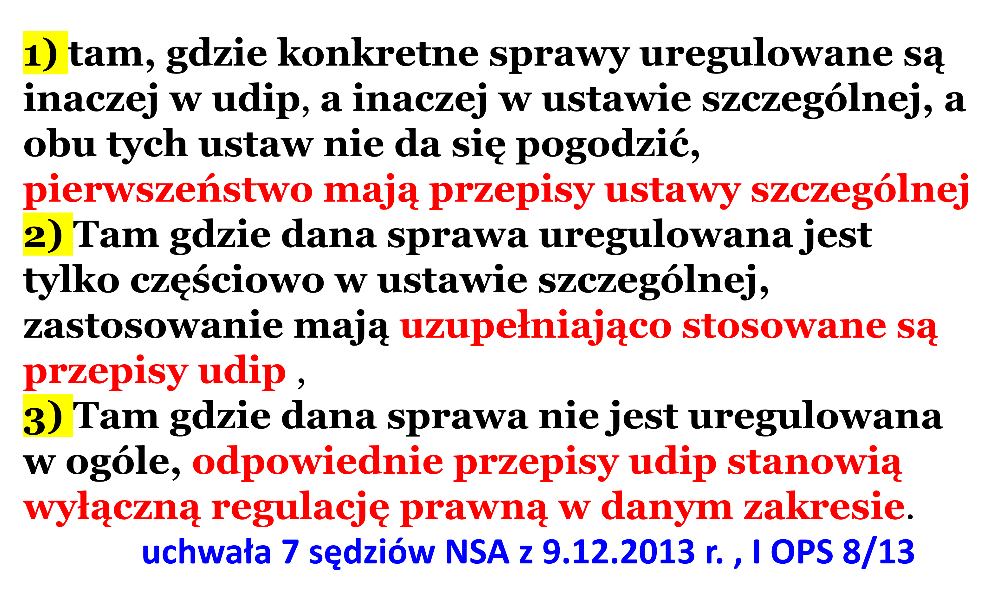 1) tam, gdzie konkretne sprawy uregulowane są
inaczej w udip, a inaczej w ustawie szczególnej, a
obu tych ustaw nie da się pogodzić,
pierwszeństwo mają przepisy ustawy szczególnej
2) Tam gdzie dana sprawa uregulowana jest
tylko częściowo w ustawie szczególnej,
zastosowanie mają uzupełniająco stosowane są
przepisy udip ,
3) Tam gdzie dana sprawa nie jest uregulowana
w ogóle, odpowiednie przepisy udip stanowią
wyłączną regulację prawną w danym zakresie.
uchwała 7 sędziów NSA z 9.12.2013 r. , I OPS 8/13